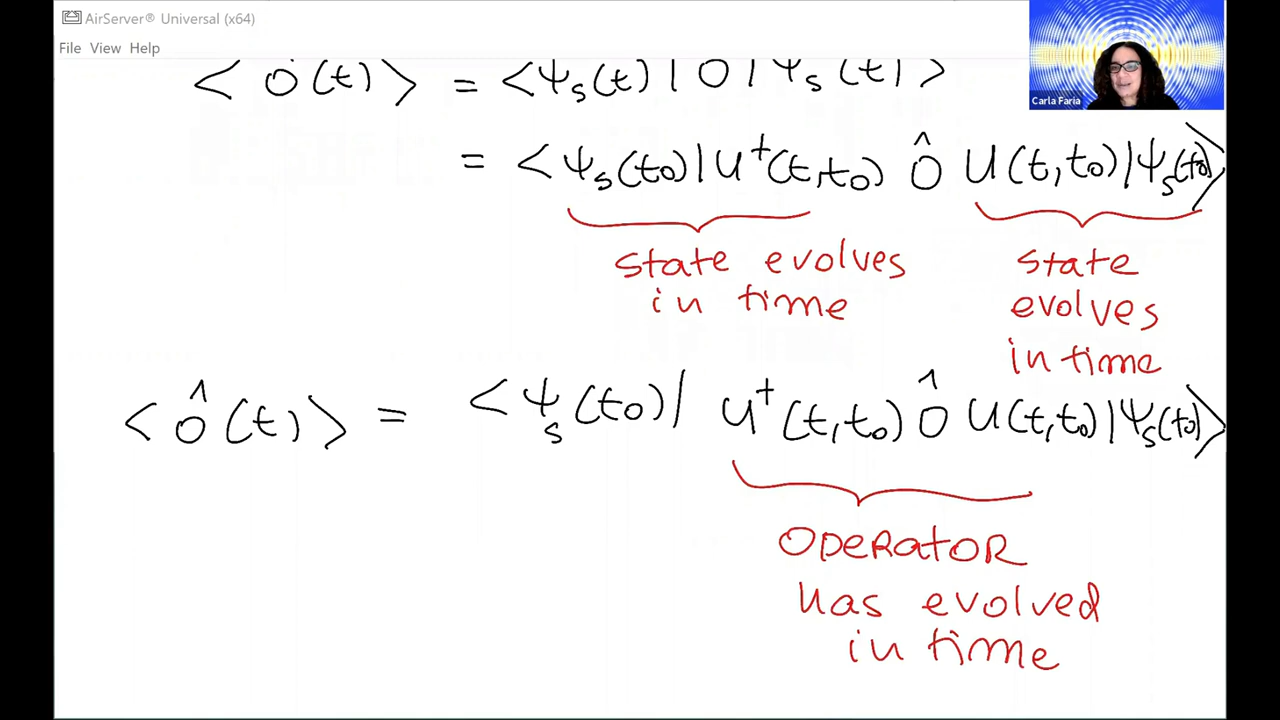 AirServer® Universal (x64)
File View Help
Carla Faria
< Ô(t) > = <ψs(t)|O|ψs(t)>
= <ψs(t0)|U†(t,t0) Ô U(t,t0)|ψs(t0)>
state evolves
in time
state
evolves
in time
< Ô(t) > = <ψs(t0)| U†(t,t0) Ô U(t,t0)|ψs(t0)>
OPERATOR
has evolved
in time